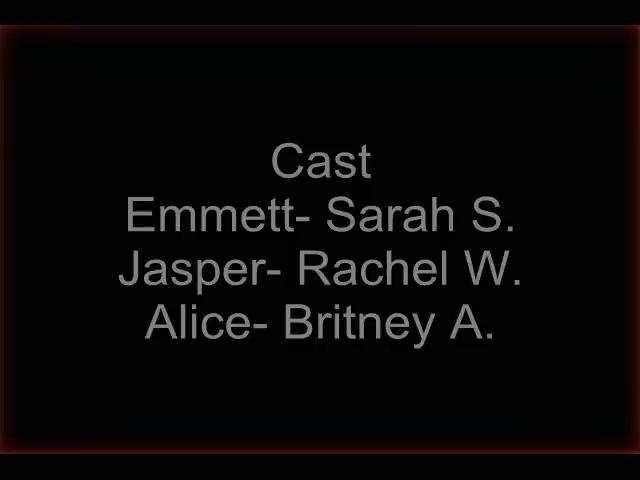 Cast
Emmett- Sarah S.
Jasper- Rachel W.
Alice- Britney A.